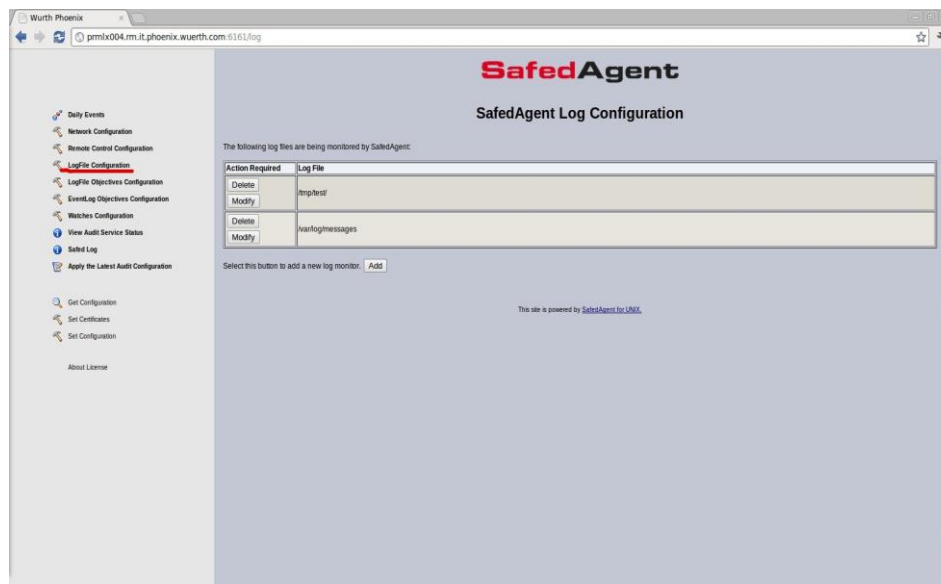 Wurth Phoenix
prmlx004.rm.it.phoenix.wuerth.com:6161/log
SafedAgent
SafedAgent Log Configuration
Daily Events
Network Configuration
Remote Control Configuration
LogFile Configuration
LogFile Objectives Configuration
EventLog Objectives Configuration
Watches Configuration
View Audit Service Status
Safed Log
Apply the Latest Audit Configuration
Get Configuration
Set Certificates
Set Configuration
About License
The following log files are being monitored by SafedAgent:
Action Required Log File
Delete
Modify
/tmp/test/
Delete
Modify
/var/log/messages
Select this button to add a new log monitor. Add
This site is powered by SafedAgent for UNIX.